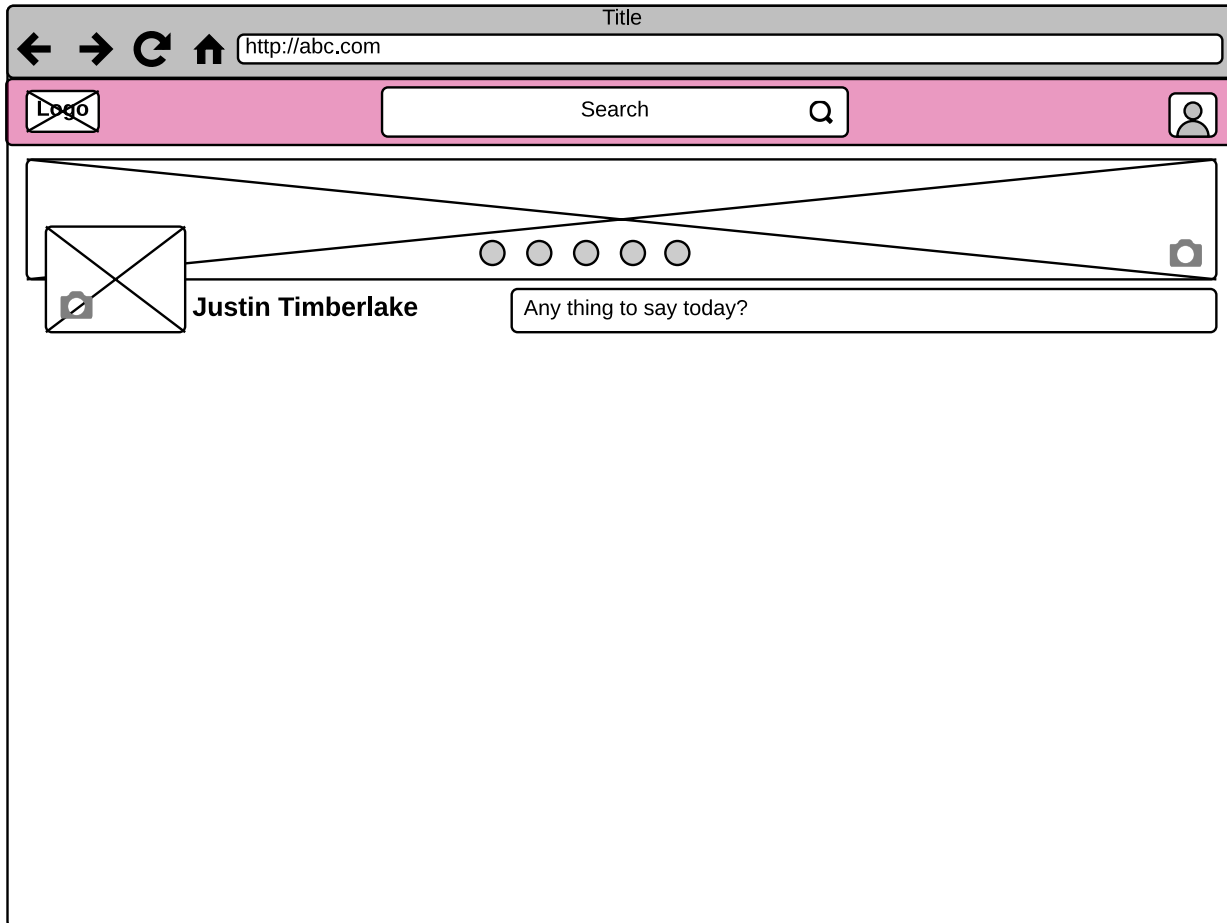 Title
http://abc.com
Logo
Search
Justin Timberlake
Any thing to say today?